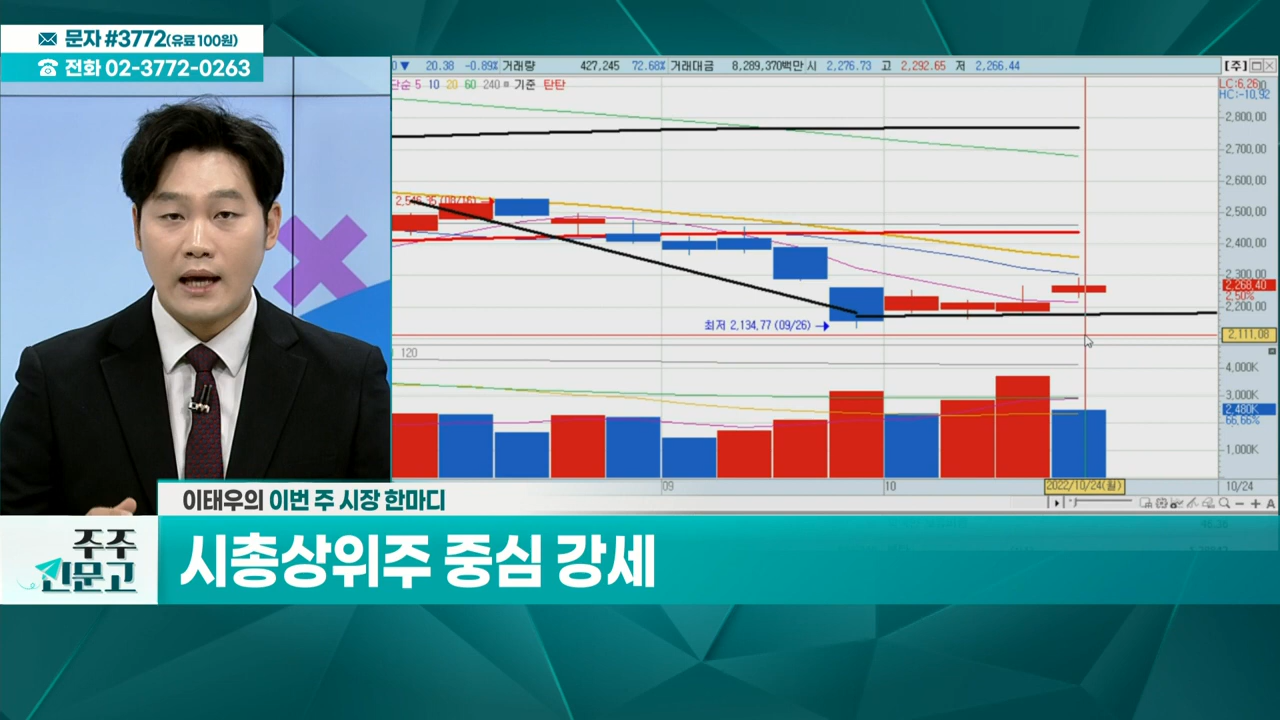 문자 #3772(유료 100원)
전화 02-3772-0263
0▼ 20.38 -0.89% 거래량 427,245 72.68% 거래대금 8,289,370백만 시 2,276.73 고 2,292.65 저 2,266.44 [주]
단순 5 10 20 60 240 기준 탄탄
LC:6.26
HC:-10.92
2,800.00
2,700.00
2,600.00
2,500.00
2,400.00
2,300.00
2,268.40
2.50%
2,200.00
2,111.08
최저 2,134.77 (09/26) →
120
4,000K
3,000K
2,480K
66.66%
1,000K
09 10 2022/10/24(월) 10/24
A
이태우의 이번 주 시장 한마디
주주
신문고
시총상위주 중심 강세